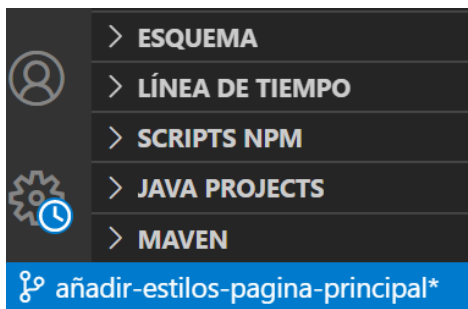 ESQUEMA
LÍNEA DE TIEMPO
SCRIPTS NPM
JAVA PROJECTS
MAVEN
añadir-estilos-pagina-principal*